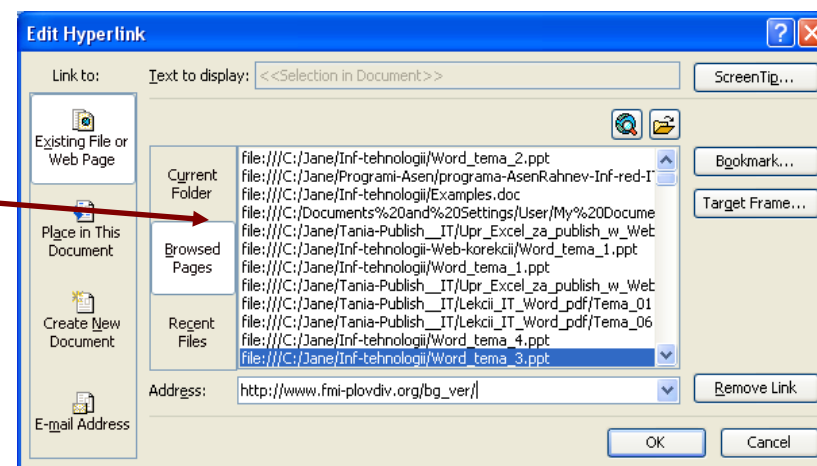 Edit Hyperlink
Link to:
Text to display: <<Selection in Document>>
ScreenTip...
Existing File or
Web Page
Place in This
Document
Create New
Document
E-mail Address
Current
Folder
Browsed
Pages
Recent
Files
file:///C:/Jane/Inf-tehnologii/Word_tema_2.ppt
file:///C:/Jane/Programi-Asen/programa-AsenRahnev-Inf-red-I
file:///C:/Jane/Inf-tehnologii/Examples.doc
file:///C:/Documents%20and%20Settings/User/My%20Docume
file:///C:/Jane/Tania-Publish__IT/Upr_Excel_za_publish_w_Web
file:///C:/Jane/Inf-tehnologii-Web-korekcii/Word_tema_1.ppt
file:///C:/Jane/Inf-tehnologii/Word_tema_1.ppt
file:///C:/Jane/Tania-Publish__IT/Upr_Excel_za_publish_w_Web
file:///C:/Jane/Tania-Publish__IT/Lekcii_IT_Word_pdf/Tema_01
file:///C:/Jane/Tania-Publish__IT/Lekcii_IT_Word_pdf/Tema_06
file:///C:/Jane/Inf-tehnologii/Word_tema_4.ppt
file:///C:/Jane/Inf-tehnologii/Word_tema_3.ppt
Bookmark...
Target Frame...
Address: http://www.fmi-plovdiv.org/bg_ver/
Remove Link
OK
Cancel